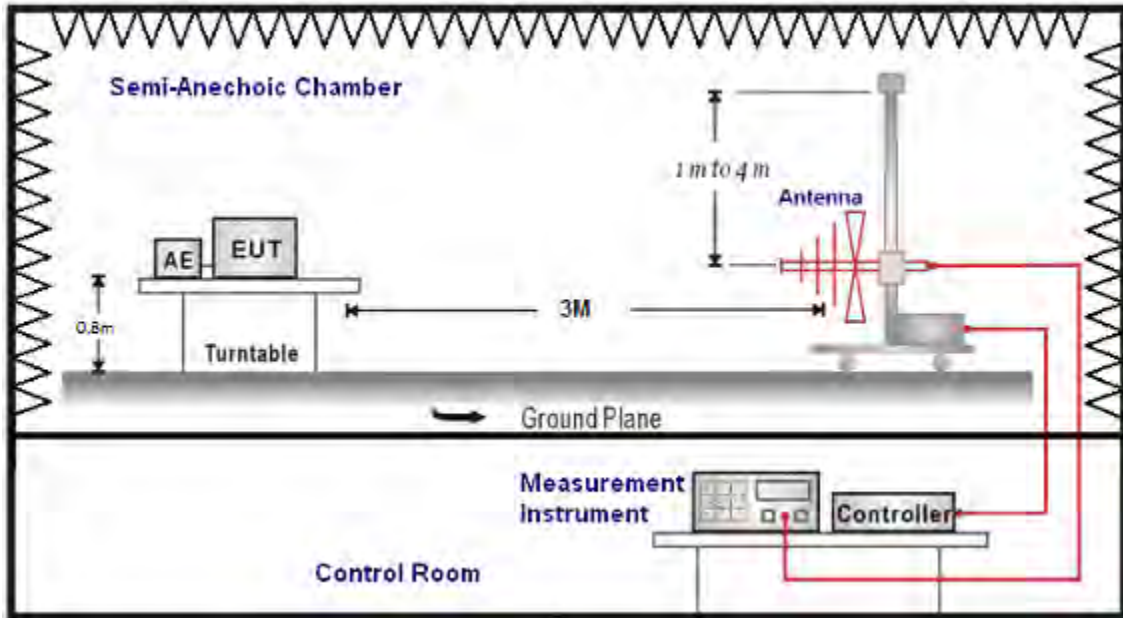 Semi-Anechoic Chamber
1 m to 4 m
Antenna
AE
EUT
3M
0.8m
Turntable
Ground Plane
Measurement
Instrument
Controller
Control Room